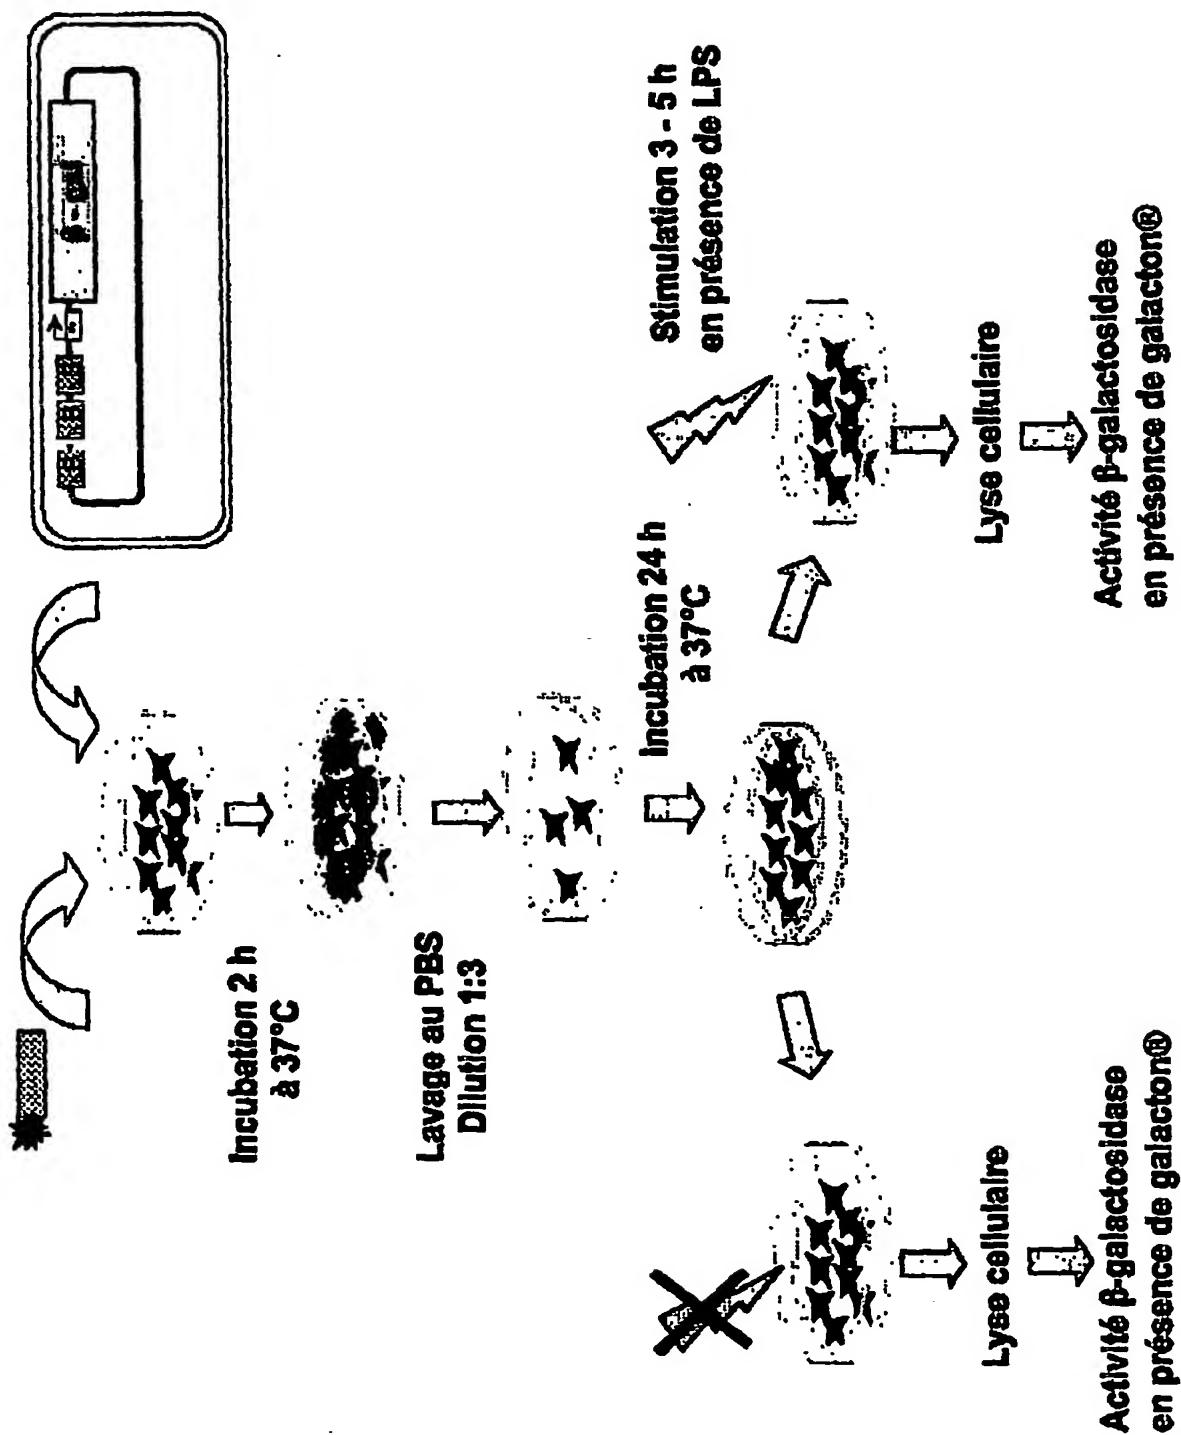 Incubation 2 h
à 37°C
Lavage au PBS
Dilution 1:3
Incubation 24 h
à 37°C
Stimulation 3 - 5 h
en présence de LPS
Lyse cellulaire
Activité β-galactosidase
en présence de galacton®
Lyse cellulaire
Activité β-galactosidase
en présence de galacton®